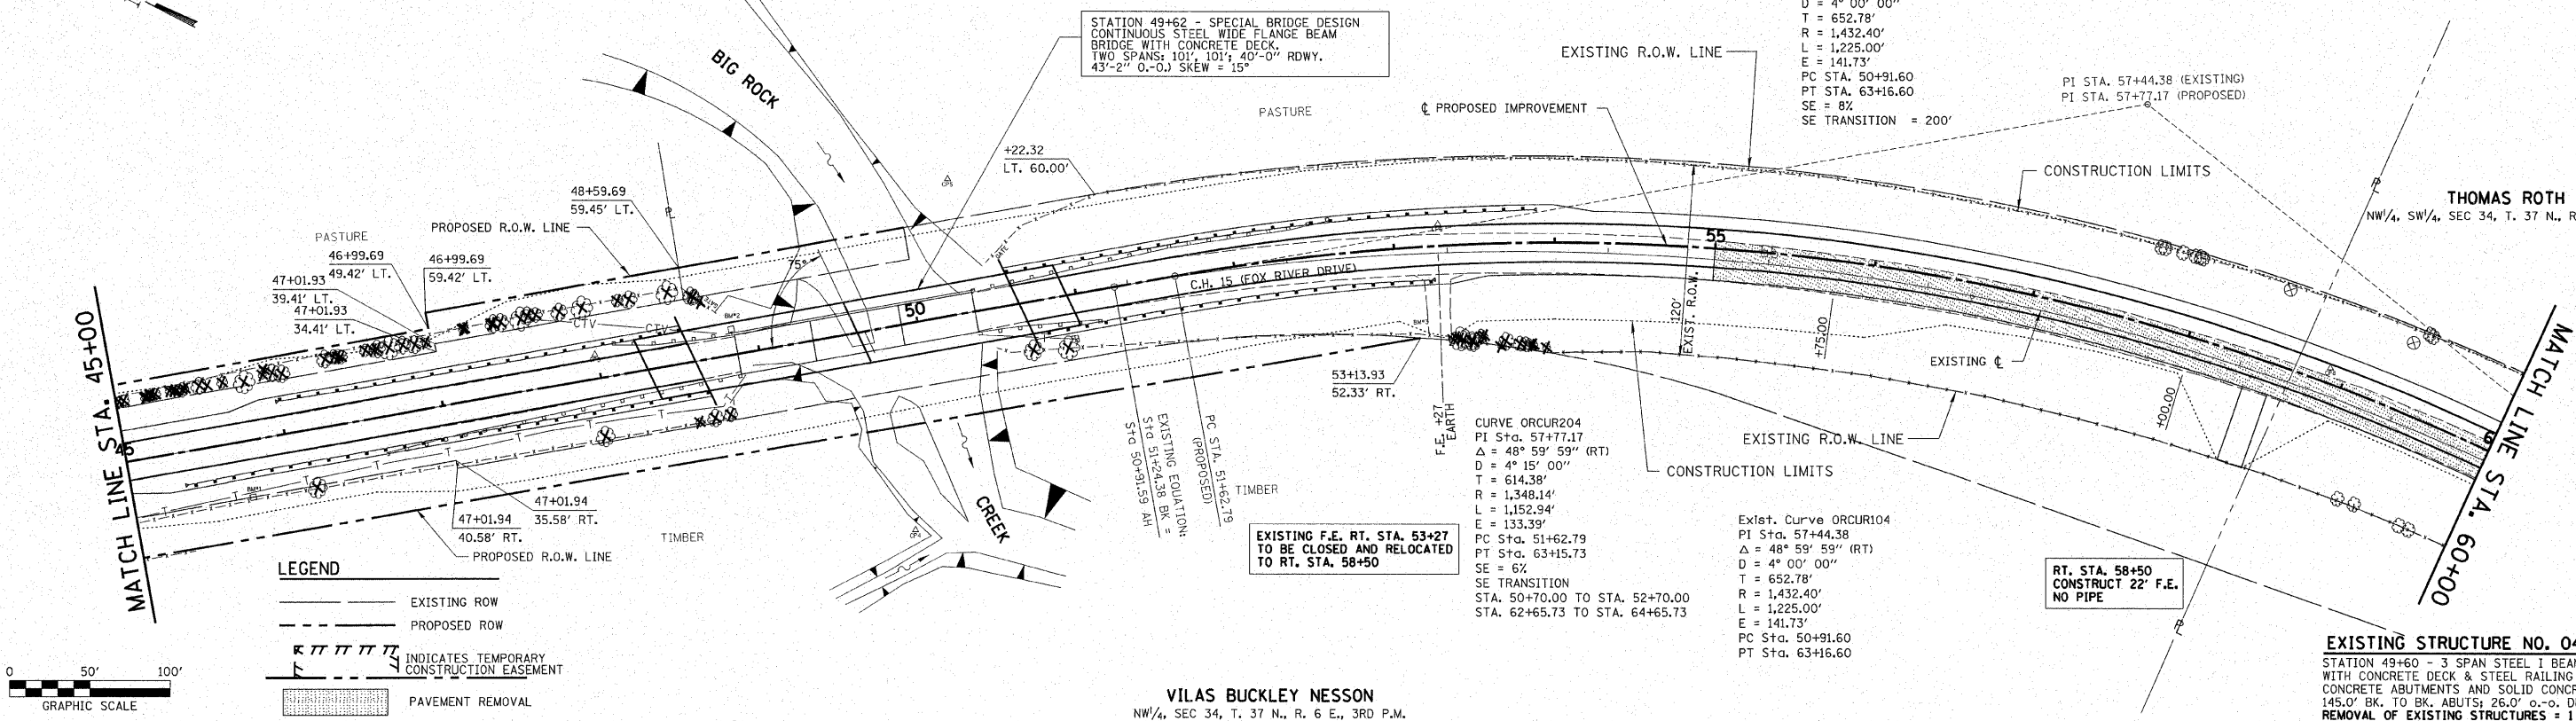 STATION 49+62 - SPECIAL BRIDGE DESIGN
CONTINUOUS STEEL WIDE FLANGE BEAM
BRIDGE WITH CONCRETE DECK.
TWO SPANS: 101', 101'; 40'-0" RDWY.
43'-2" O.-O.) SKEW = 15°
D = 4° 00' 00"
T = 652.78'
R = 1,432.40'
L = 1,225.00'
E = 141.73'
PC STA. 50+91.60
PT STA. 63+16.60
SE = 8%
SE TRANSITION = 200'
EXISTING R.O.W. LINE
PI STA. 57+44.38 (EXISTING)
PI STA. 57+77.17 (PROPOSED)
BIG ROCK
PASTURE
℄ PROPOSED IMPROVEMENT
+22.32
LT. 60.00'
CONSTRUCTION LIMITS
THOMAS ROTH
NW¼, SW¼, SEC 34, T. 37 N., R
48+59.69
59.45' LT.
PROPOSED R.O.W. LINE
PASTURE
46+99.69
49.42' LT.
46+99.69
59.42' LT.
47+01.93
39.41' LT.
47+01.93
34.41' LT.
75°
GATE
CTV
CTV
BM#2
50
C.H. 15 (FOX RIVER DRIVE)
55
120'
EXIST. R.O.W.
+75.00
EXISTING ℄
+00.00
MATCH LINE STA. 45+00
45
MATCH LINE STA. 60+00
6
T
T
T
T
T
T
BM#1
47+01.94
35.58' RT.
47+01.94
40.58' RT.
PROPOSED R.O.W. LINE
TIMBER
CREEK
EXISTING EQUATION:
Sta 51+24.38 BK =
Sta 50+91.59 AH
PC STA. 51+62.79
(PROPOSED)
TIMBER
53+13.93
52.33' RT.
F.E. +27
EARTH
EXISTING R.O.W. LINE
CONSTRUCTION LIMITS
EXISTING F.E. RT. STA. 53+27
TO BE CLOSED AND RELOCATED
TO RT. STA. 58+50
CURVE ORCUR204
PI Sta. 57+77.17
Δ = 48° 59' 59" (RT)
D = 4° 15' 00"
T = 614.38'
R = 1,348.14'
L = 1,152.94'
E = 133.39'
PC Sta. 51+62.79
PT Sta. 63+15.73
SE = 6%
SE TRANSITION
STA. 50+70.00 TO STA. 52+70.00
STA. 62+65.73 TO STA. 64+65.73
Exist. Curve ORCUR104
PI Sta. 57+44.38
Δ = 48° 59' 59" (RT)
D = 4° 00' 00"
T = 652.78'
R = 1,432.40'
L = 1,225.00'
E = 141.73'
PC Sta. 50+91.60
PT Sta. 63+16.60
RT. STA. 58+50
CONSTRUCT 22' F.E.
NO PIPE
LEGEND
EXISTING ROW
PROPOSED ROW
INDICATES TEMPORARY
CONSTRUCTION EASEMENT
PAVEMENT REMOVAL
0 50' 100'
GRAPHIC SCALE
VILAS BUCKLEY NESSON
NW¼, SEC 34, T. 37 N., R. 6 E., 3RD P.M.
EXISTING STRUCTURE NO. 04
STATION 49+60 - 3 SPAN STEEL I BEAM
WITH CONCRETE DECK & STEEL RAILING
CONCRETE ABUTMENTS AND SOLID CONCR
145.0' BK. TO BK. ABUTS; 26.0' o.-o. D
REMOVAL OF EXISTING STRUCTURES = 1